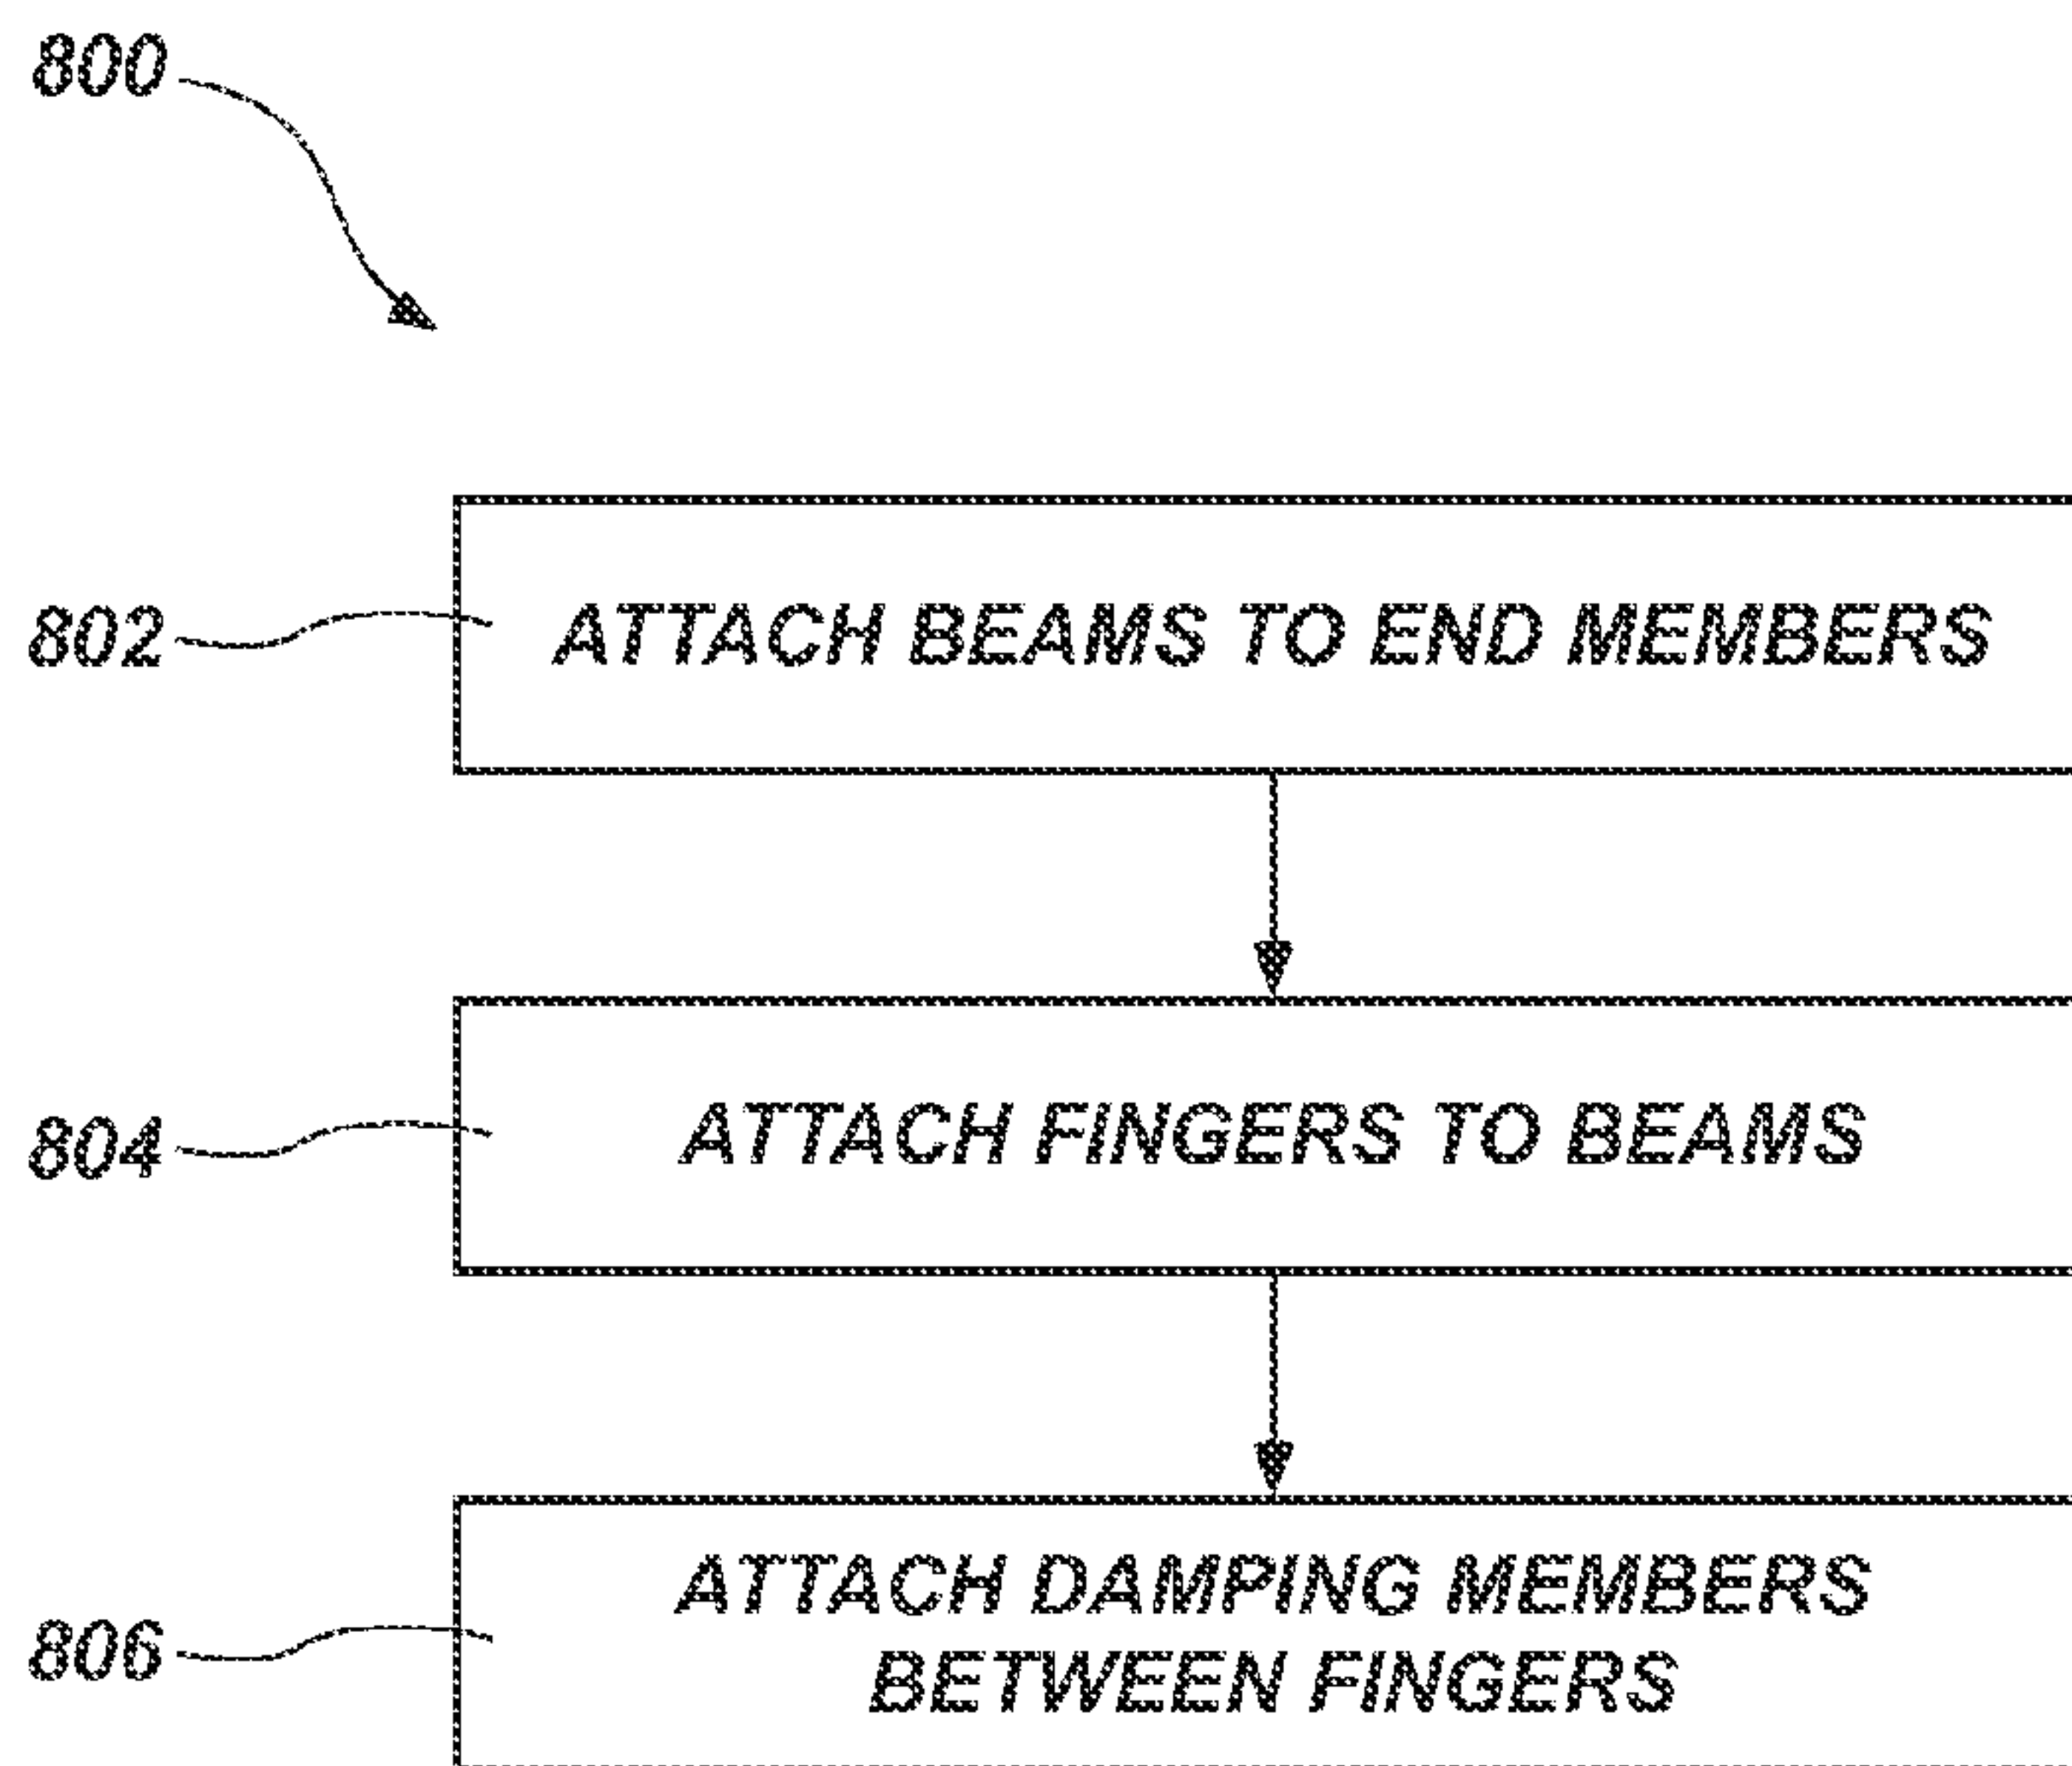 800
802
ATTACH BEAMS TO END MEMBERS
804
ATTACH FINGERS TO BEAMS
806
ATTACH DAMPING MEMBERS
BETWEEN FINGERS